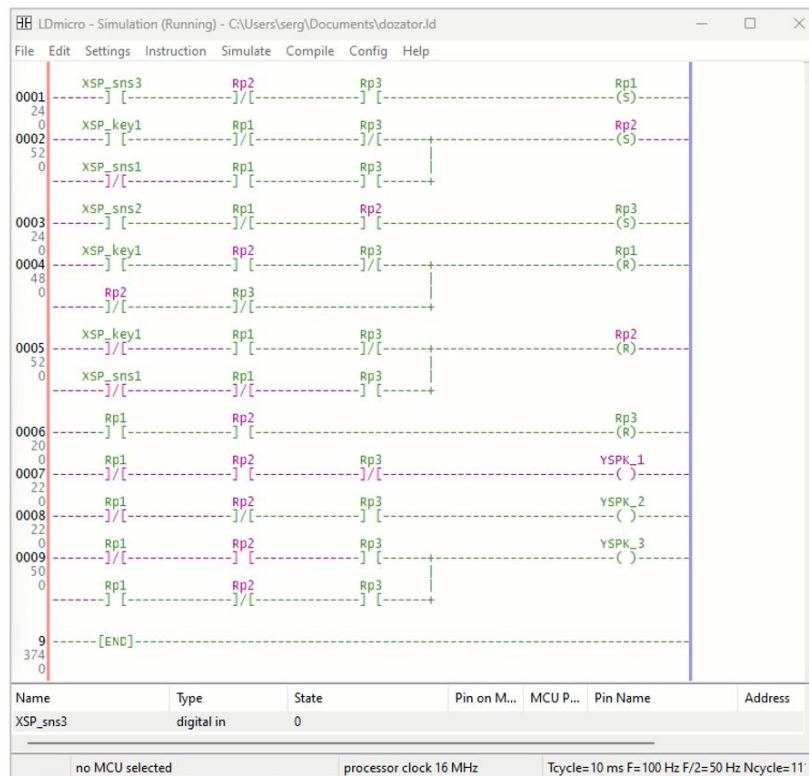 LDmicro - Simulation (Running) - C:\Users\serg\Documents\dozator.ld
File Edit Settings Instruction Simulate Compile Config Help
XSP_sns3 Rp2 Rp3 Rp1
0001 ------] [-------------]/[-------------] [-----------------------------(S)-----
24
0 XSP_key1 Rp1 Rp3 Rp2
0002 ------] [-------------]/[-------------]/[------+----------------------(S)-----
52
0 XSP_sns1 Rp1 Rp3 |
------]/[-------------] [-------------] [------+
XSP_sns2 Rp1 Rp2 Rp3
0003 ------] [-------------]/[-------------] [-----------------------------(S)-----
24
0 XSP_key1 Rp2 Rp3 Rp1
0004 ------] [-------------] [-------------]/[------+----------------------(R)-----
48
0 Rp2 Rp3 |
------]/[-------------]/[----------------------+
XSP_key1 Rp1 Rp3 Rp2
0005 ------]/[-------------] [-------------]/[------+----------------------(R)-----
52
0 XSP_sns1 Rp1 Rp3 |
------]/[-------------]/[-------------] [------+
Rp1 Rp2 Rp3
0006 ------] [-------------] [---------------------------------------------(R)-----
20
0 Rp1 Rp2 Rp3 YSPK_1
0007 ------]/[-------------] [-------------]/[-----------------------------( )-----
22
0 Rp1 Rp2 Rp3 YSPK_2
0008 ------]/[-------------]/[-------------] [-----------------------------( )-----
22
0 Rp1 Rp2 Rp3 YSPK_3
0009 ------]/[-------------] [-------------] [------+----------------------( )-----
50
0 Rp1 Rp2 Rp3 |
------] [-------------]/[-------------] [------+
9 ------[END]----------------------------------------------------------------
374
0
Name Type State Pin on M... MCU P... Pin Name Address
XSP_sns3 digital in 0
no MCU selected processor clock 16 MHz Tcycle=10 ms F=100 Hz F/2=50 Hz Ncycle=11